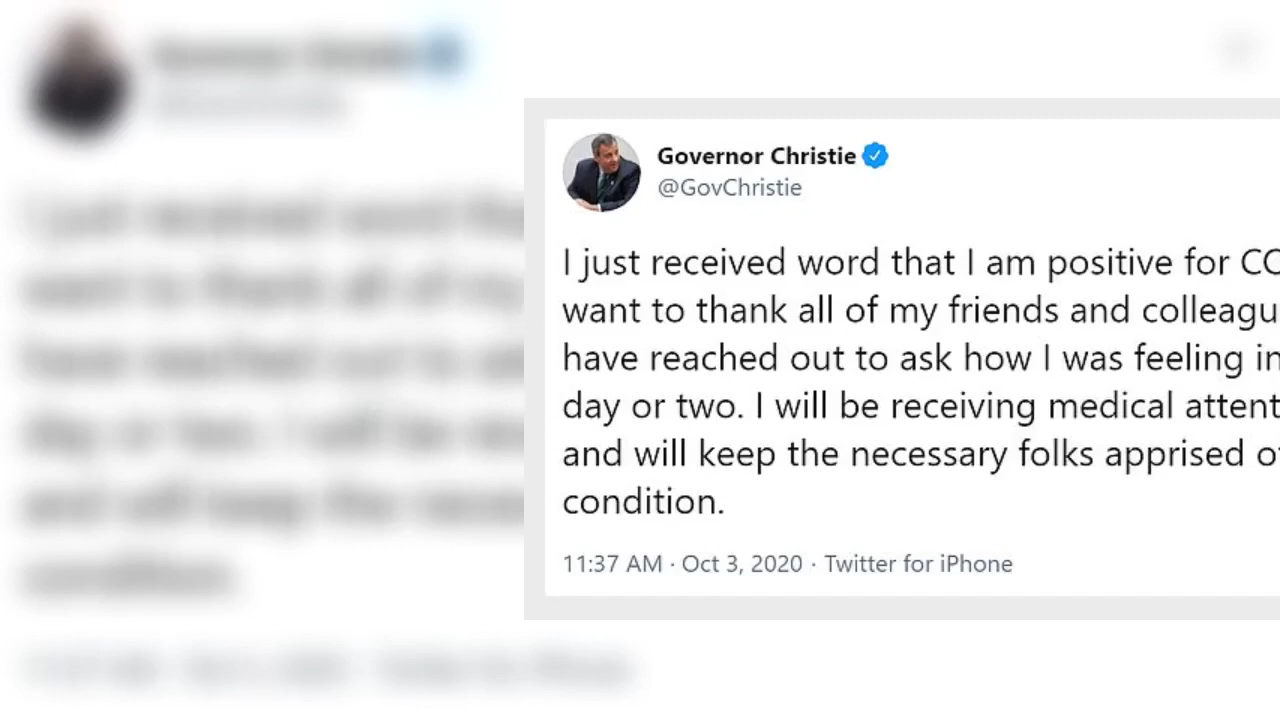 Governor Christie
@GovChristie
I just received word that I am positive for CO
want to thank all of my friends and colleagu
have reached out to ask how I was feeling in
day or two. I will be receiving medical attent
and will keep the necessary folks apprised of
condition.
11:37 AM · Oct 3, 2020 · Twitter for iPhone